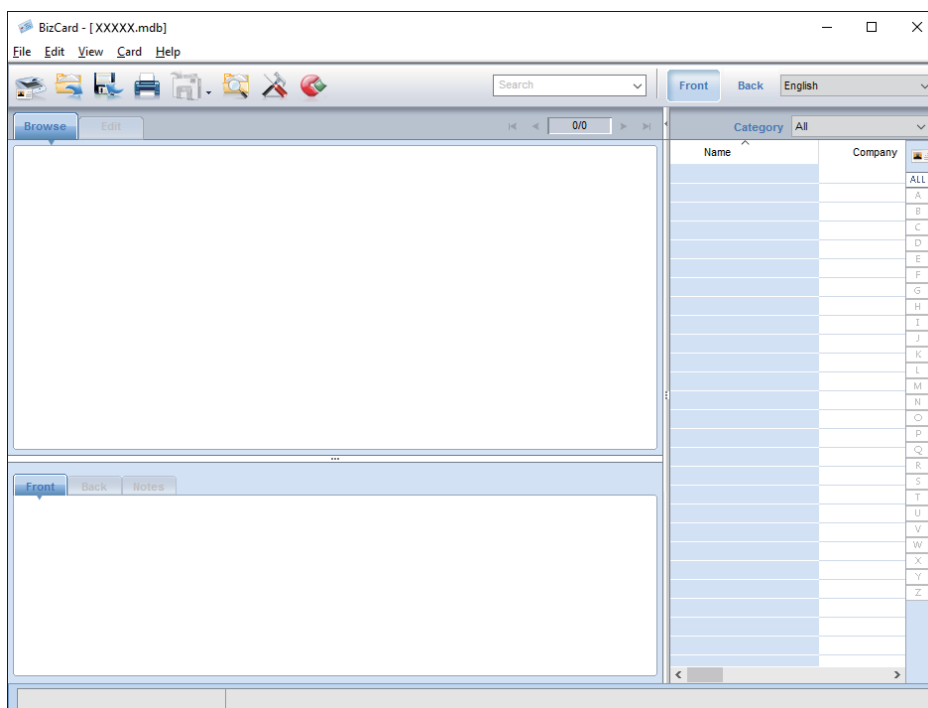 BizCard - [XXXXX.mdb]
File Edit View Card Help
Search Front Back English
Browse Edit 0/0 Category All
Name Company
ALL
A
B
C
D
E
F
G
H
I
J
K
L
M
N
O
P
Q
R
S
T
U
V
W
X
Y
Z
Front Back Notes